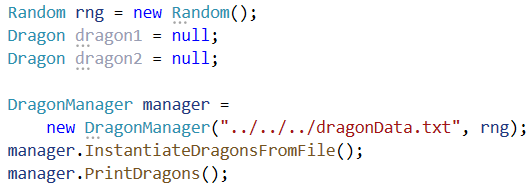 Random rng = new Random();
Dragon dragon1 = null;
Dragon dragon2 = null;
DragonManager manager =
    new DragonManager("../../../dragonData.txt", rng);
manager.InstantiateDragonsFromFile();
manager.PrintDragons();